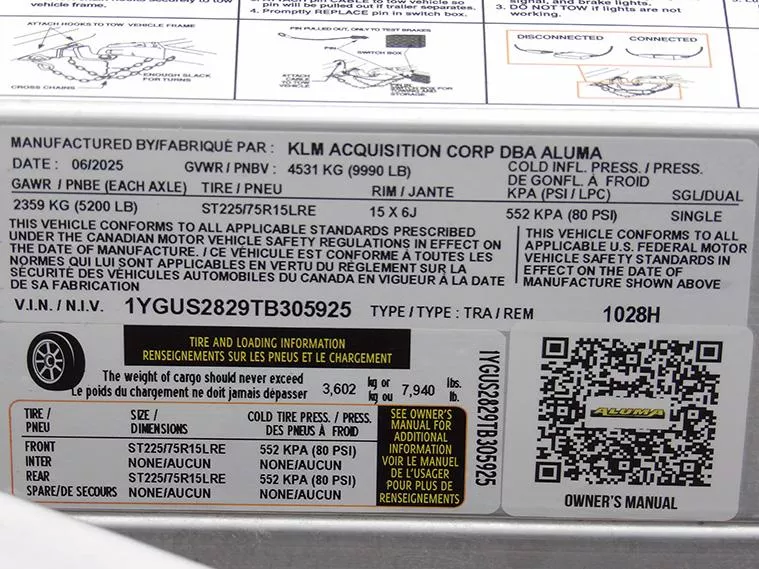 vehicle frame.
pin will be pulled out if trailer separates.
4. Promptly REPLACE pin in switch box.
signal, and brake lights.
3. DO NOT TOW if lights are not
working.
ATTACH HOOKS TO TOW VEHICLE FRAME
CROSS CHAINS
ENOUGH SLACK
FOR TURNS
PIN PULLED OUT, ONLY TO TEST BRAKES
PIN
SWITCH BOX
ATTACH
CABLE TO
TOW
VEHICLE
PIN IN
SWITCH BOX FOR
TOWING AND
STORAGE
DISCONNECTED
CONNECTED
MANUFACTURED BY/FABRIQUÉ PAR : KLM ACQUISITION CORP DBA ALUMA
DATE : 06/2025 GVWR / PNBV : 4531 KG (9990 LB)
COLD INFL. PRESS. / PRESS.
DE GONFL. À FROID
GAWR / PNBE (EACH AXLE) TIRE / PNEU RIM / JANTE KPA (PSI / LPC) SGL/DUAL
2359 KG (5200 LB) ST225/75R15LRE 15 X 6J 552 KPA (80 PSI) SINGLE
THIS VEHICLE CONFORMS TO ALL APPLICABLE STANDARDS PRESCRIBED
UNDER THE CANADIAN MOTOR VEHICLE SAFETY REGULATIONS IN EFFECT ON
THE DATE OF MANUFACTURE. / CE VÉHICULE EST CONFORME À TOUTES LES
NORMES QUI LUI SONT APPLICABLES EN VERTU DU RÈGLEMENT SUR LA
SÉCURITÉ DES VÉHICULES AUTOMOBILES DU CANADA EN VIGUEUR À LA DATE
DE SA FABRICATION
THIS VEHICLE CONFORMS TO ALL
APPLICABLE U.S. FEDERAL MOTOR
VEHICLE SAFETY STANDARDS IN
EFFECT ON THE DATE OF
MANUFACTURE SHOWN ABOVE
V.I.N. / N.I.V. 1YGUS2829TB305925 TYPE / TYPE : TRA / REM 1028H
TIRE AND LOADING INFORMATION
RENSEIGNEMENTS SUR LES PNEUS ET LE CHARGEMENT
The weight of cargo should never exceed
Le poids du chargement ne doit jamais dépasser
3,602 kg or
kg ou 7,940 lbs.
lb.
TIRE /
PNEU
SIZE /
DIMENSIONS
COLD TIRE PRESS. / PRESS.
DES PNEUS À FROID
FRONT ST225/75R15LRE 552 KPA (80 PSI)
INTER NONE/AUCUN NONE/AUCUN
REAR ST225/75R15LRE 552 KPA (80 PSI)
SPARE/DE SECOURS NONE/AUCUN NONE/AUCUN
SEE OWNER'S
MANUAL FOR
ADDITIONAL
INFORMATION
VOIR LE MANUEL
DE L'USAGER
POUR PLUS DE
RENSEIGNEMENTS
1YGUS2829TB305925
ALUMA
OWNER'S MANUAL